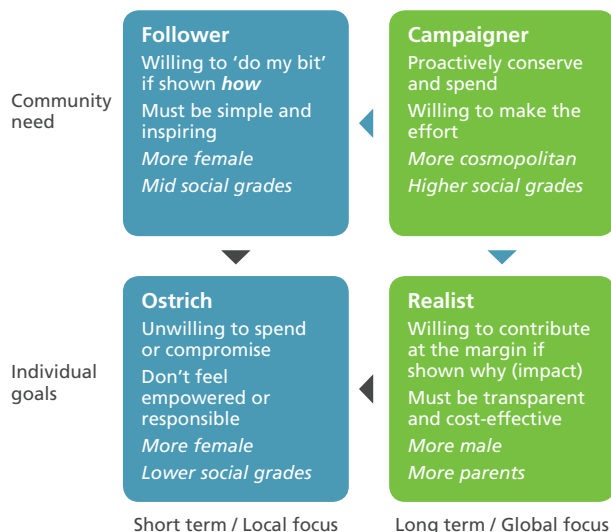 Community
need
Follower
Willing to ‘do my bit’
if shown how
Must be simple and
inspiring
More female
Mid social grades
Campaigner
Proactively conserve
and spend
Willing to make the
effort
More cosmopolitan
Higher social grades
Individual
goals
Ostrich
Unwilling to spend
or compromise
Don’t feel
empowered or
responsible
More female
Lower social grades
Realist
Willing to contribute
at the margin if
shown why (impact)
Must be transparent
and cost-effective
More male
More parents
Short term / Local focus
Long term / Global focus